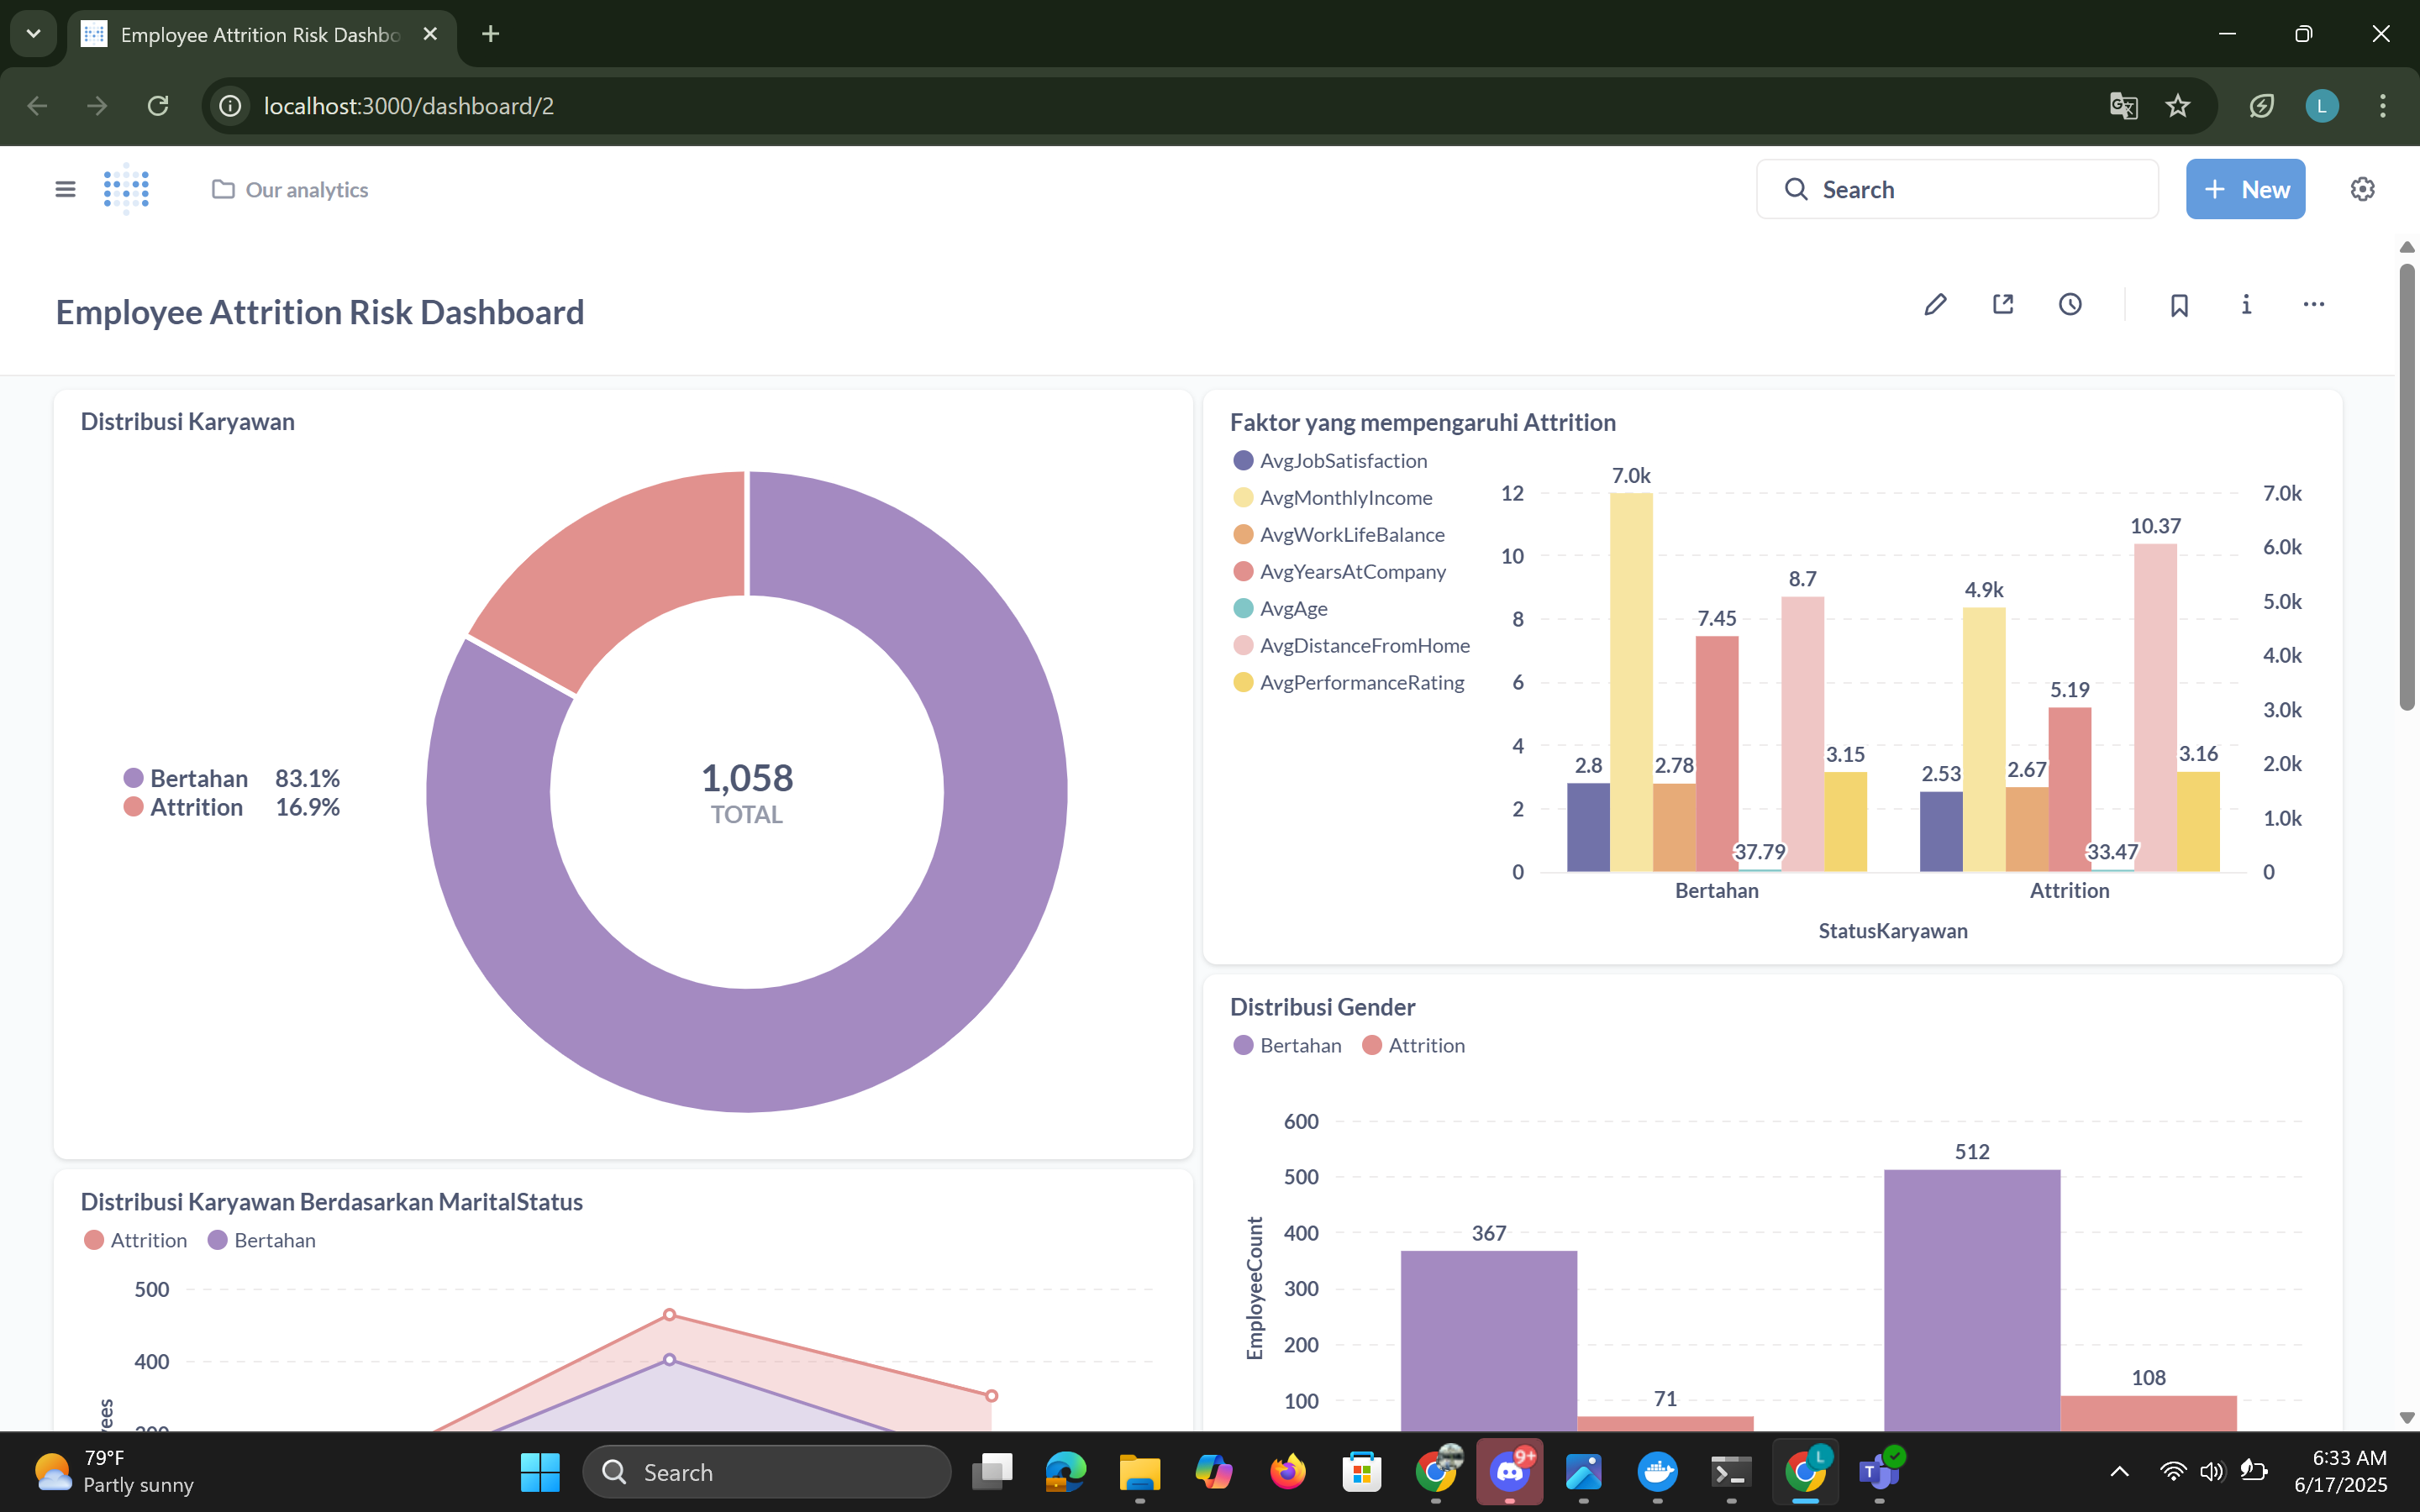 Employee Attrition Risk Dashbo
localhost:3000/dashboard/2
L
Our analytics
Search
+ New
Employee Attrition Risk Dashboard
Distribusi Karyawan
Bertahan 83.1%
Attrition 16.9%
1,058
TOTAL
Faktor yang mempengaruhi Attrition
AvgJobSatisfaction
AvgMonthlyIncome
AvgWorkLifeBalance
AvgYearsAtCompany
AvgAge
AvgDistanceFromHome
AvgPerformanceRating
12
10
8
6
4
2
0
7.0k
2.8
2.78
7.45
37.79
8.7
3.15
4.9k
2.53
2.67
5.19
33.47
10.37
3.16
7.0k
6.0k
5.0k
4.0k
3.0k
2.0k
1.0k
0
Bertahan Attrition
StatusKaryawan
Distribusi Gender
Bertahan Attrition
EmployeeCount
600
500
400
300
200
100
367
71
512
108
Distribusi Karyawan Berdasarkan MaritalStatus
Attrition Bertahan
500
400
79°F
Partly sunny
Search
9+
L
T
6:33 AM
6/17/2025